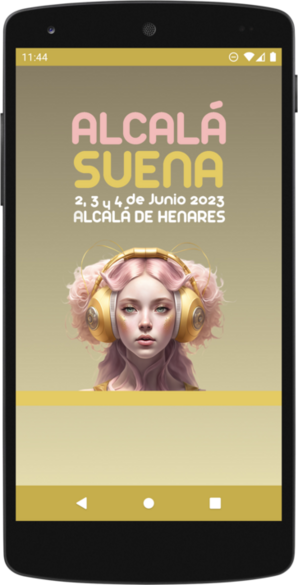 11:44
ALCALÁ
SUENA
2, 3 y 4 de Junio 2023
ALCALÁ DE HENARES